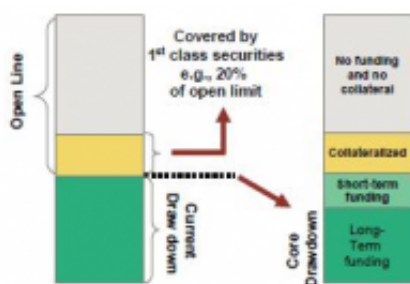 Open Line
Covered by
1st class securities
e.g., 20%
of open limit
Current
Draw down
No funding
and no
collateral
Collateralized
Short-term
funding
Long-
Term
funding
Core
Drawdown